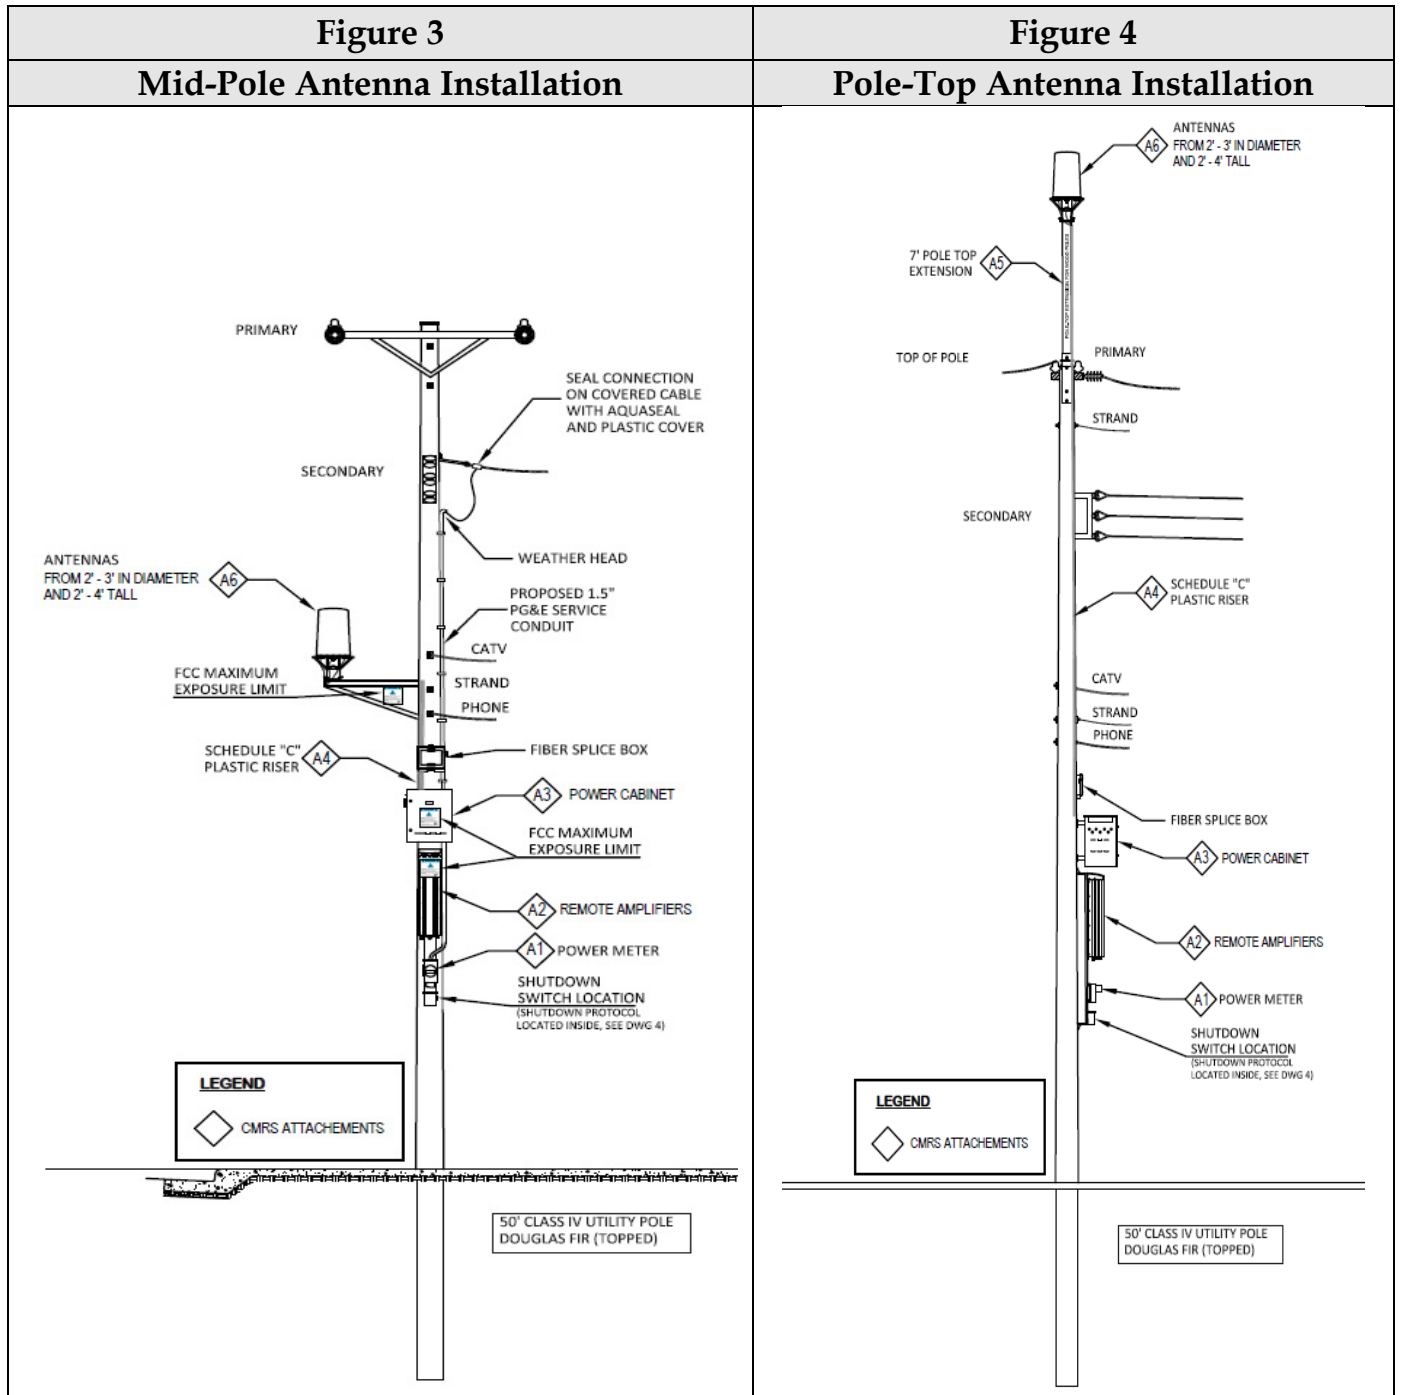 Figure 3
Mid-Pole Antenna Installation
PRIMARY
SEAL CONNECTION
ON COVERED CABLE
WITH AQUASEAL
AND PLASTIC COVER
SECONDARY
WEATHER HEAD
ANTENNAS
FROM 2' - 3' IN DIAMETER
AND 2' - 4' TALL
A6
PROPOSED 1.5"
PG&E SERVICE
CONDUIT
CATV
FCC MAXIMUM
EXPOSURE LIMIT
STRAND
PHONE
SCHEDULE "C"
PLASTIC RISER
A4
FIBER SPLICE BOX
A3 POWER CABINET
FCC MAXIMUM
EXPOSURE LIMIT
A2 REMOTE AMPLIFIERS
A1 POWER METER
SHUTDOWN
SWITCH LOCATION
(SHUTDOWN PROTOCOL
LOCATED INSIDE, SEE DWG 4)
LEGEND
CMRS ATTACHEMENTS
50' CLASS IV UTILITY POLE
DOUGLAS FIR (TOPPED)
Figure 4
Pole-Top Antenna Installation
A6
ANTENNAS
FROM 2' - 3' IN DIAMETER
AND 2' - 4' TALL
7' POLE TOP
EXTENSION
A5
POLE-TOP EXTENSION FOR WOOD POLES
TOP OF POLE
PRIMARY
STRAND
SECONDARY
A4
SCHEDULE "C"
PLASTIC RISER
CATV
STRAND
PHONE
FIBER SPLICE BOX
A3 POWER CABINET
A2 REMOTE AMPLIFIERS
A1 POWER METER
SHUTDOWN
SWITCH LOCATION
(SHUTDOWN PROTOCOL
LOCATED INSIDE, SEE DWG 4)
LEGEND
CMRS ATTACHEMENTS
50' CLASS IV UTILITY POLE
DOUGLAS FIR (TOPPED)